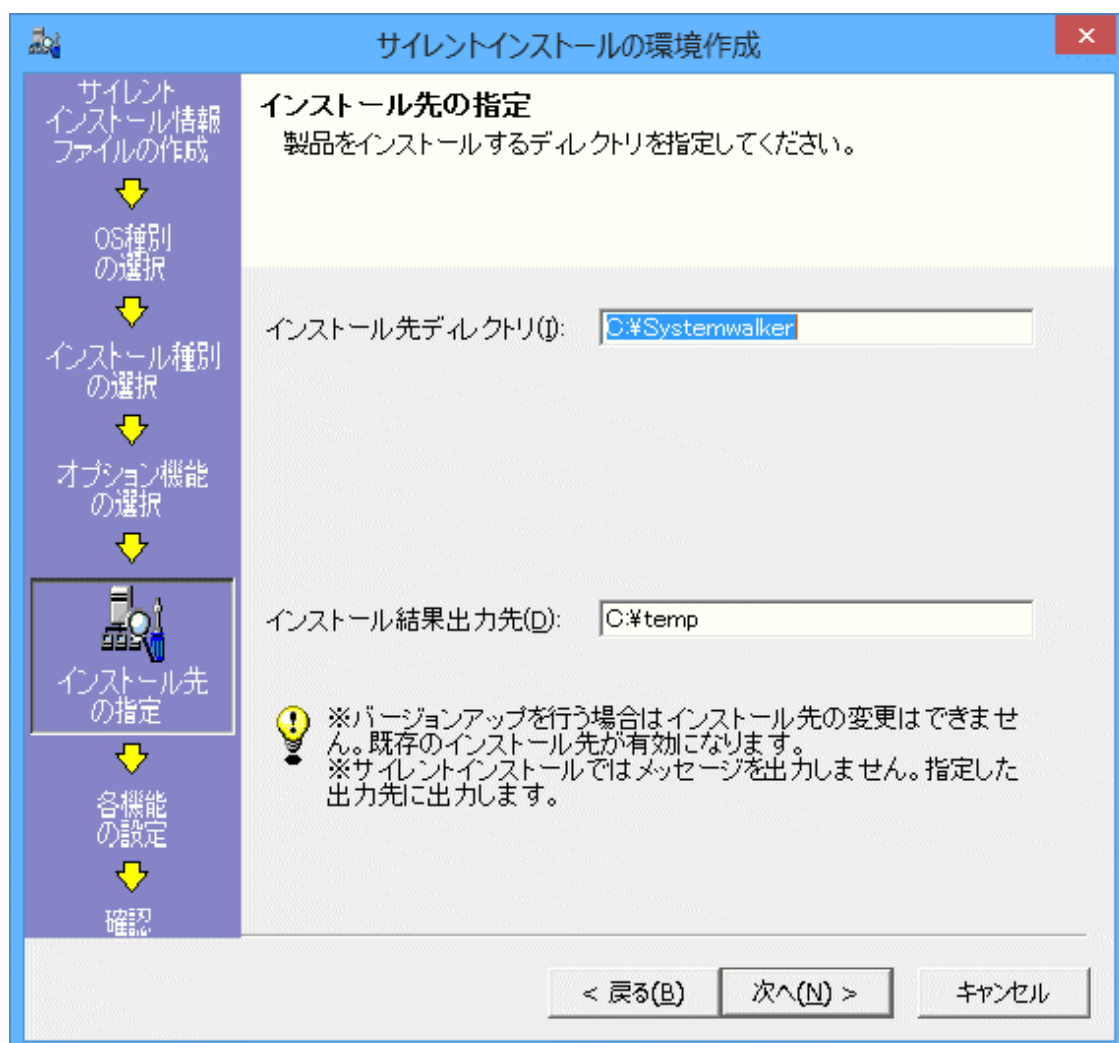 サイレントインストールの環境作成
サイレント
インストール情報
ファイルの作成
OS種別
の選択
インストール種別
の選択
オプション機能
の選択
インストール先
の指定
各機能
の設定
確認
インストール先の指定
製品をインストールするディレクトリを指定してください。
インストール先ディレクトリ(I):
C:¥Systemwalker
インストール結果出力先(D):
C:¥temp
※バージョンアップを行う場合はインストール先の変更はできませ
ん。既存のインストール先が有効になります。
※サイレントインストールではメッセージを出力しません。指定した
出力先に出力します。
< 戻る(B)
次へ(N) >
キャンセル